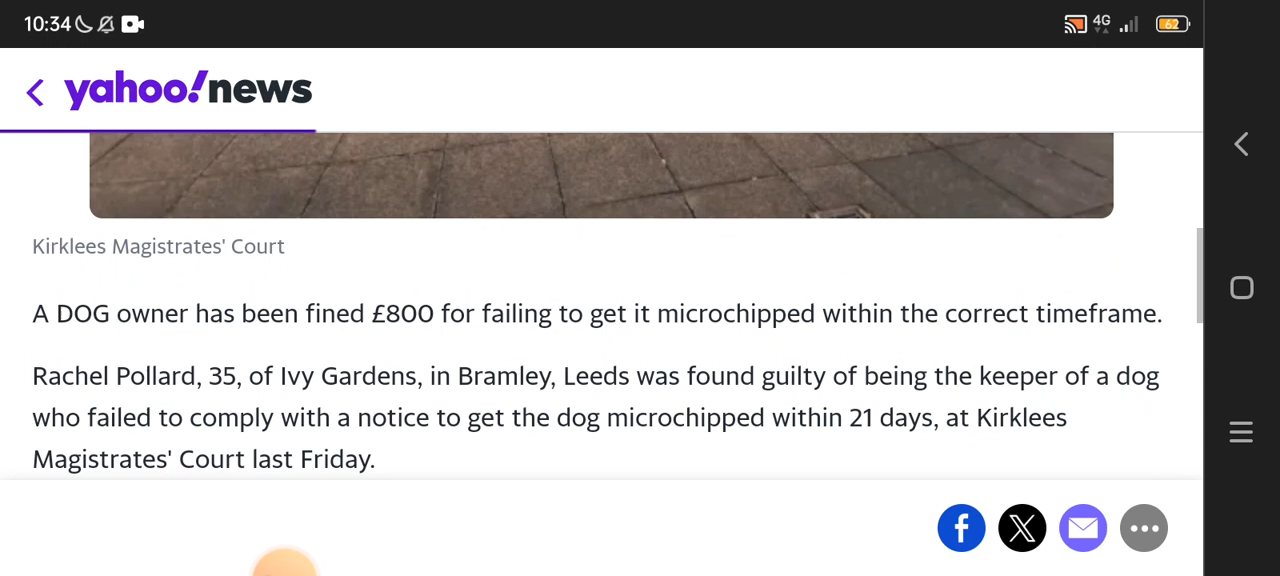 10:34
4G
62
yahoo!news
Kirklees Magistrates' Court
A DOG owner has been fined £800 for failing to get it microchipped within the correct timeframe.
Rachel Pollard, 35, of Ivy Gardens, in Bramley, Leeds was found guilty of being the keeper of a dog
who failed to comply with a notice to get the dog microchipped within 21 days, at Kirklees
Magistrates' Court last Friday.